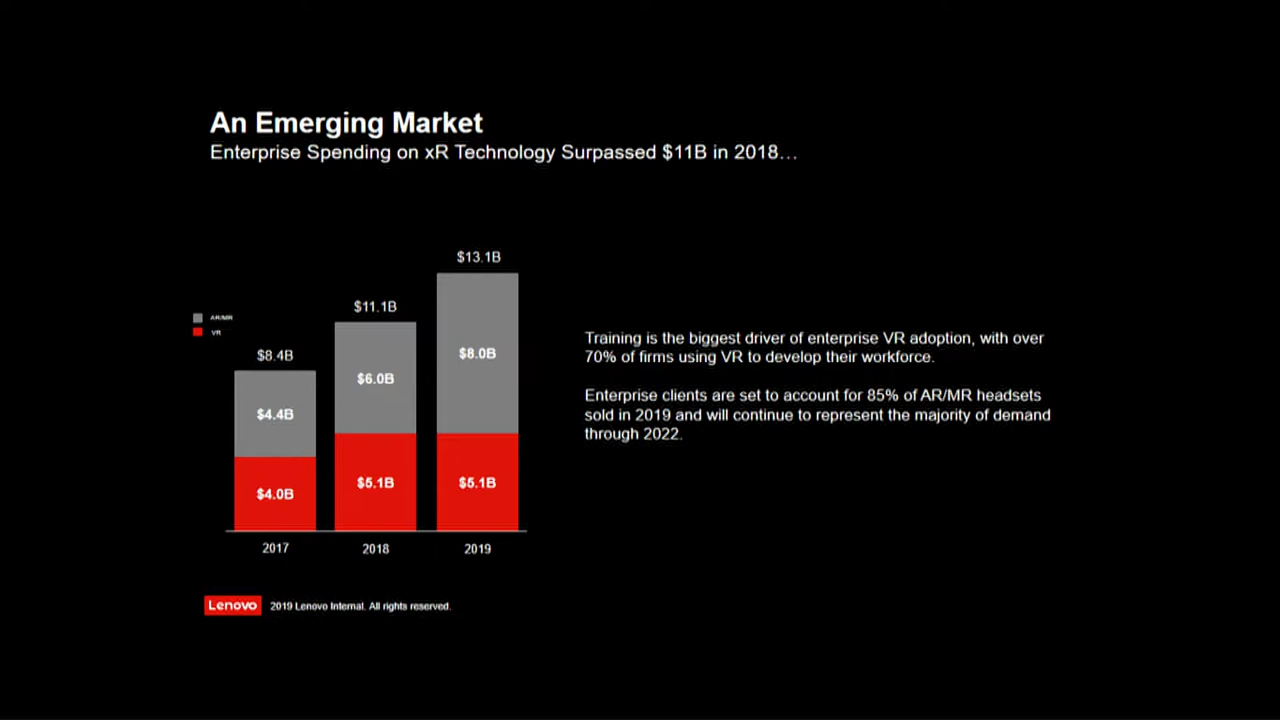 An Emerging Market
Enterprise Spending on xR Technology Surpassed $11B in 2018…
$13.1B
$11.1B
$8.4B
AR/MR
VR
$8.0B
$6.0B
$4.4B
$5.1B
$5.1B
$4.0B
2017
2018
2019
Training is the biggest driver of enterprise VR adoption, with over
70% of firms using VR to develop their workforce.
Enterprise clients are set to account for 85% of AR/MR headsets
sold in 2019 and will continue to represent the majority of demand
through 2022.
Lenovo 2019 Lenovo Internal. All rights reserved.